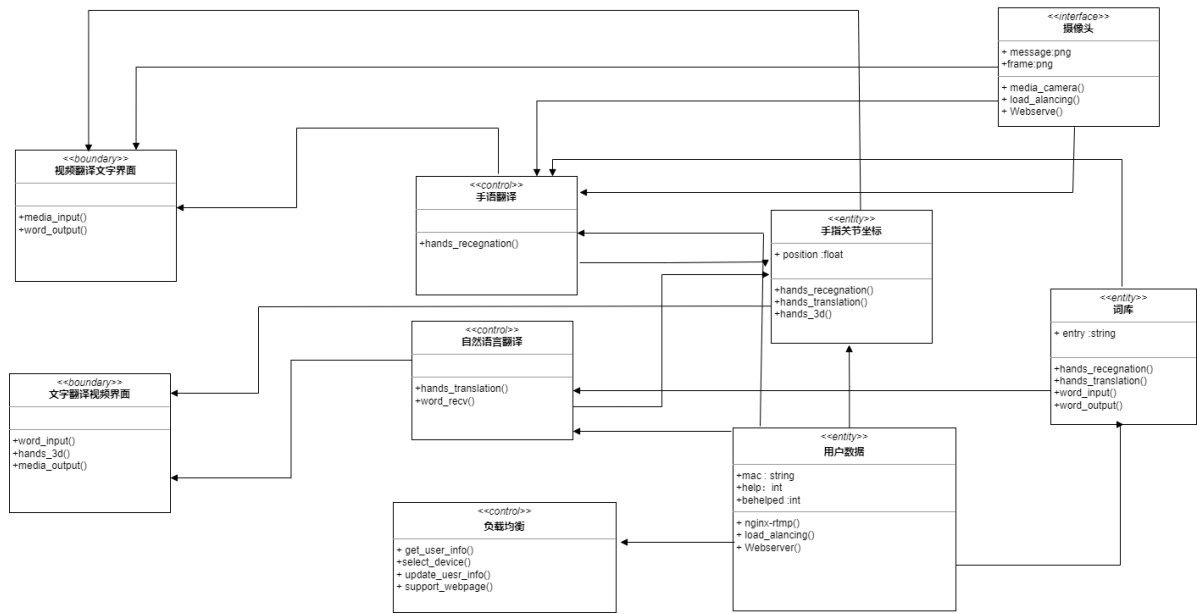 <<interface>>
摄像头
+ message:png
+frame:png
+ media_camera()
+ load_alancing()
+ Webserve()
<<boundary>>
视频翻译文字界面
+media_input()
+word_output()
<<control>>
手语翻译
+hands_recegnation()
<<entity>>
手指关节坐标
+ position :float
+hands_recegnation()
+hands_translation()
+hands_3d()
<<entity>>
词库
+ entry :string
+hands_recegnation()
+hands_translation()
+word_input()
+word_output()
<<control>>
自然语言翻译
+hands_translation()
+word_recv()
<<boundary>>
文字翻译视频界面
+word_input()
+hands_3d()
+media_output()
<<entity>>
用户数据
+mac : string
+help：int
+behelped :int
+ nginx-rtmp()
+ load_alancing()
+ Webserver()
<<control>>
负载均衡
+ get_user_info()
+select_device()
+ update_uesr_info()
+ support_webpage()